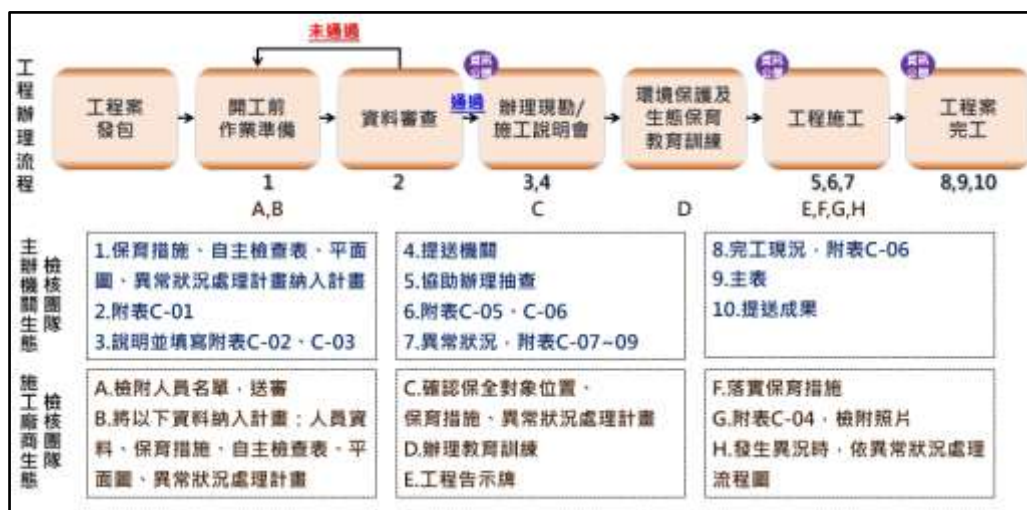 未通過
工程辦理流程
工程案
發包
開工前
作業準備
資料審查
通過
資訊
公開
辦理現勘/
施工說明會
環境保護及
生態保育
教育訓練
資訊
公開
工程施工
資訊
公開
工程案
完工
1
2
3,4
5,6,7
8,9,10
A,B
C
D
E,F,G,H
主辦機關生態
檢核團隊
1.保育措施、自主檢查表、平面
圖、異常狀況處理計畫納入計畫
2.附表C-01
3.說明並填寫附表C-02、C-03
4.提送機關
5.協助辦理抽查
6.附表C-05、C-06
7.異常狀況，附表C-07~09
8.完工現況，附表C-06
9.主表
10.提送成果
施工廠商生態
檢核團隊
A.檢附人員名單，送審
B.將以下資料納入計畫：人員資
料、保育措施、自主檢查表、平
面圖、異常狀況處理計畫
C.確認保全對象位置、
保育措施、異常狀況處理計畫
D.辦理教育訓練
E.工程告示牌
F.落實保育措施
G.附表C-04，檢附照片
H.發生異況時，依異常狀況處理
流程圖